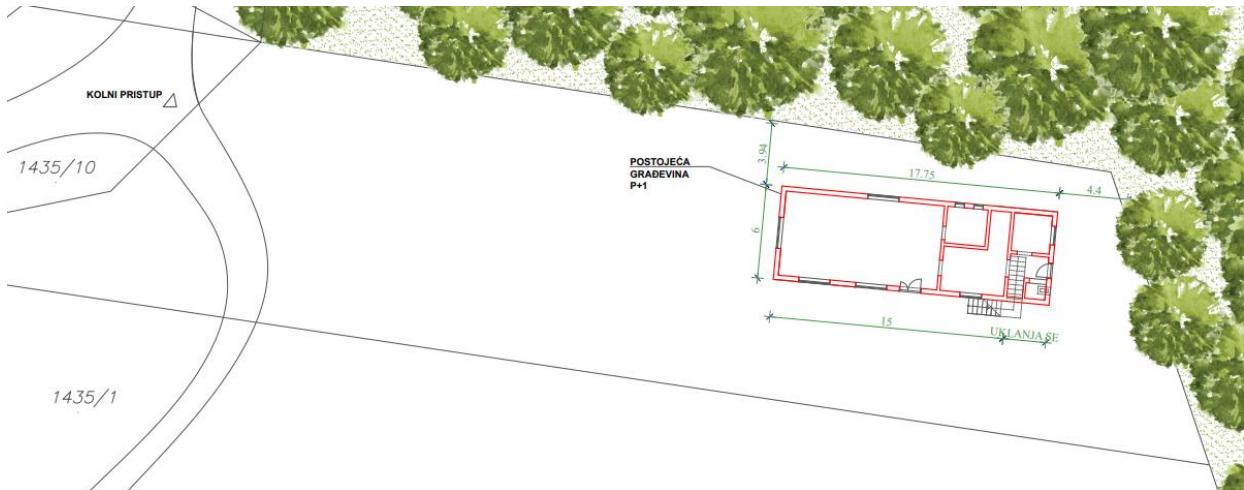 KOLNI PRISTUP
1435/10
POSTOJEĆA
GRAĐEVINA
P+1
3.94
17.75
4.4
6
15
UKLANJA SE
1435/1